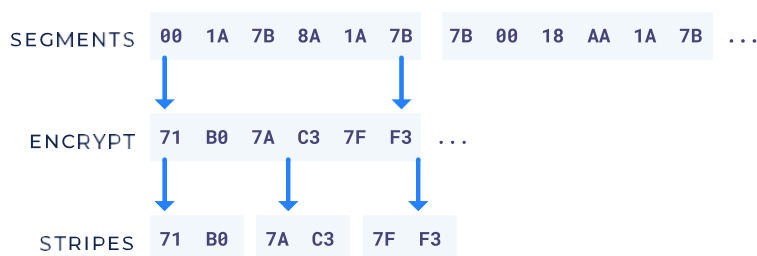 SEGMENTS 00 1A 7B 8A 1A 7B 7B 00 18 AA 1A 7B ...
ENCRYPT 71 B0 7A C3 7F F3 ...
STRIPES 71 B0 7A C3 7F F3